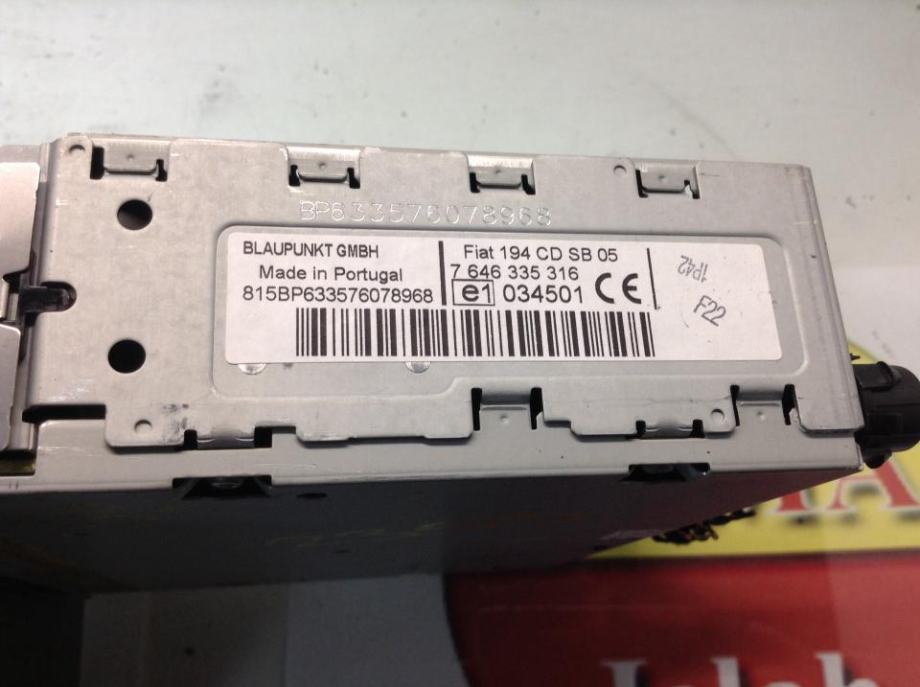 BP633576078968
BLAUPUNKT GMBH
Made in Portugal
815BP633576078968
Fiat 194 CD SB 05
7 646 335 316
e1 034501 CE
1P42
F22